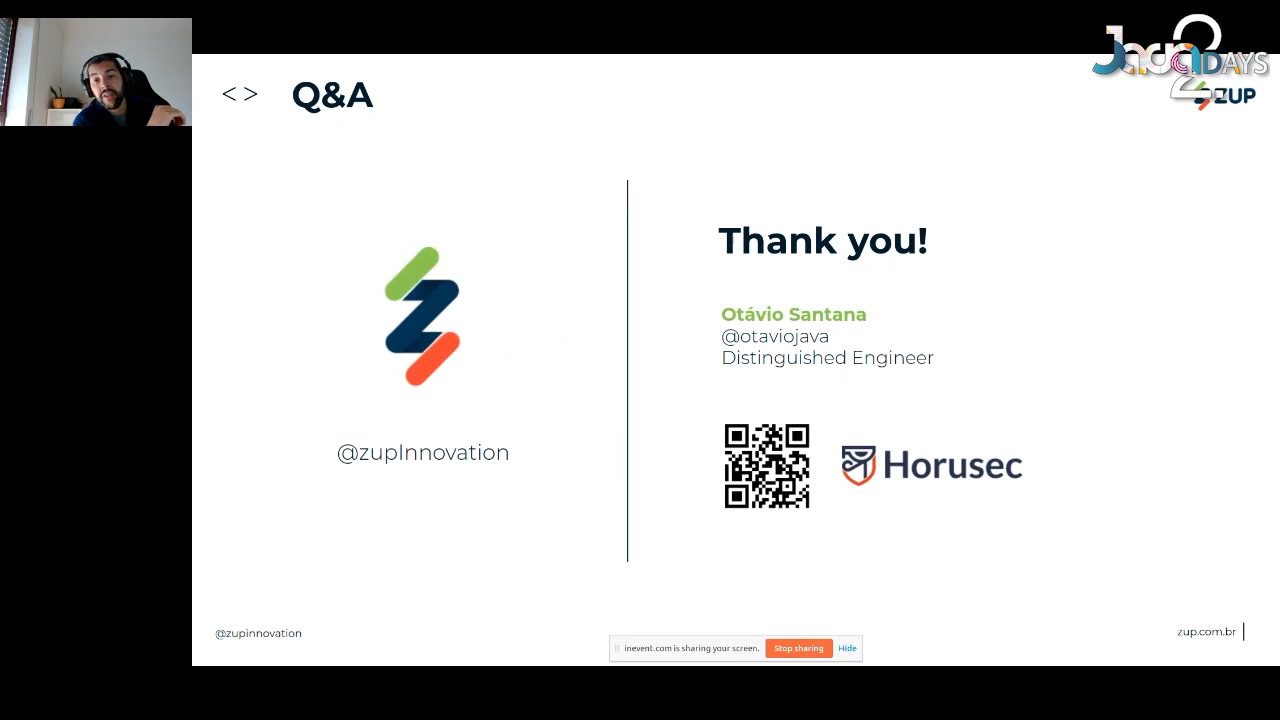 < >
Q&A
DAYS
ZUP
Thank you!
Otávio Santana
@otaviojava
Distinguished Engineer
@zupInnovation
Horusec
@zupinnovation
zup.com.br
inevent.com is sharing your screen.
Stop sharing
Hide